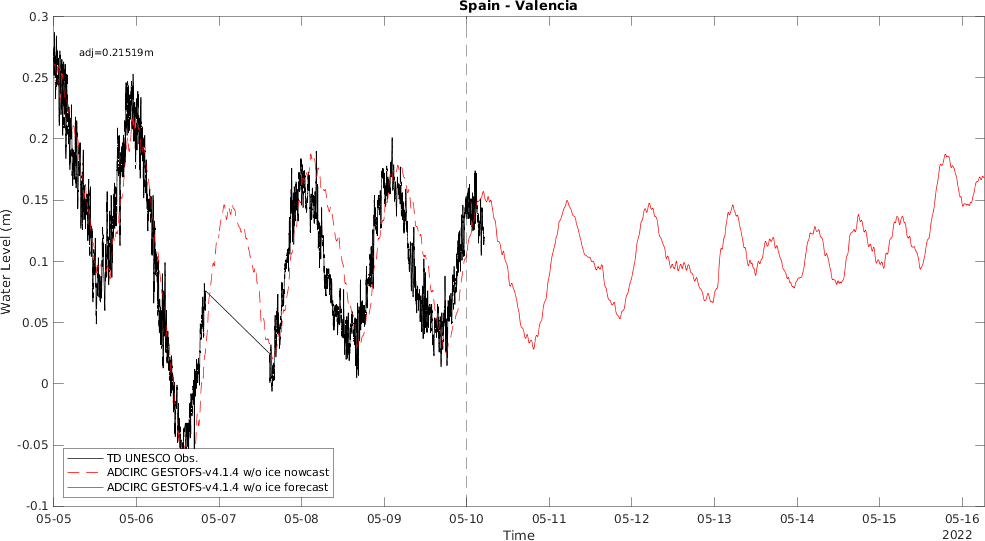 Spain - Valencia
0.3
adj=0.21519m
0.25
0.2
0.15
0.1
0.05
0
-0.05
-0.1
Water Level (m)
TD UNESCO Obs.
ADCIRC GESTOFS-v4.1.4 w/o ice nowcast
ADCIRC GESTOFS-v4.1.4 w/o ice forecast
05-05 05-06 05-07 05-08 05-09 05-10 05-11 05-12 05-13 05-14 05-15 05-16
Time
2022